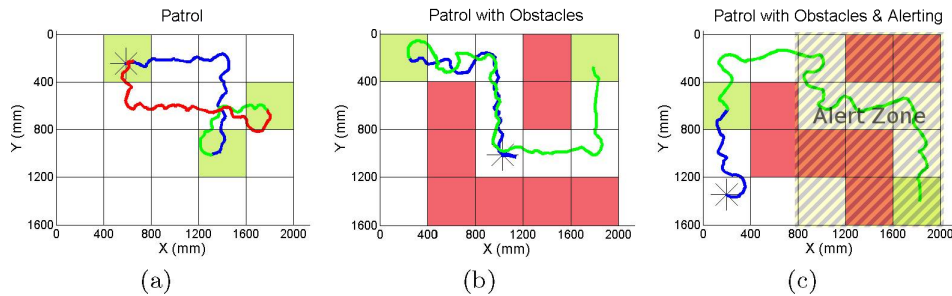 Patrol
0
400
800
1200
1600
Y (mm)
0 400 800 1200 1600 2000
X (mm)
(a)
Patrol with Obstacles
0
400
800
1200
1600
Y (mm)
0 400 800 1200 1600 2000
X (mm)
(b)
Patrol with Obstacles & Alerting
0
400
800
1200
1600
Y (mm)
Alert Zone
0 400 800 1200 1600 2000
X (mm)
(c)